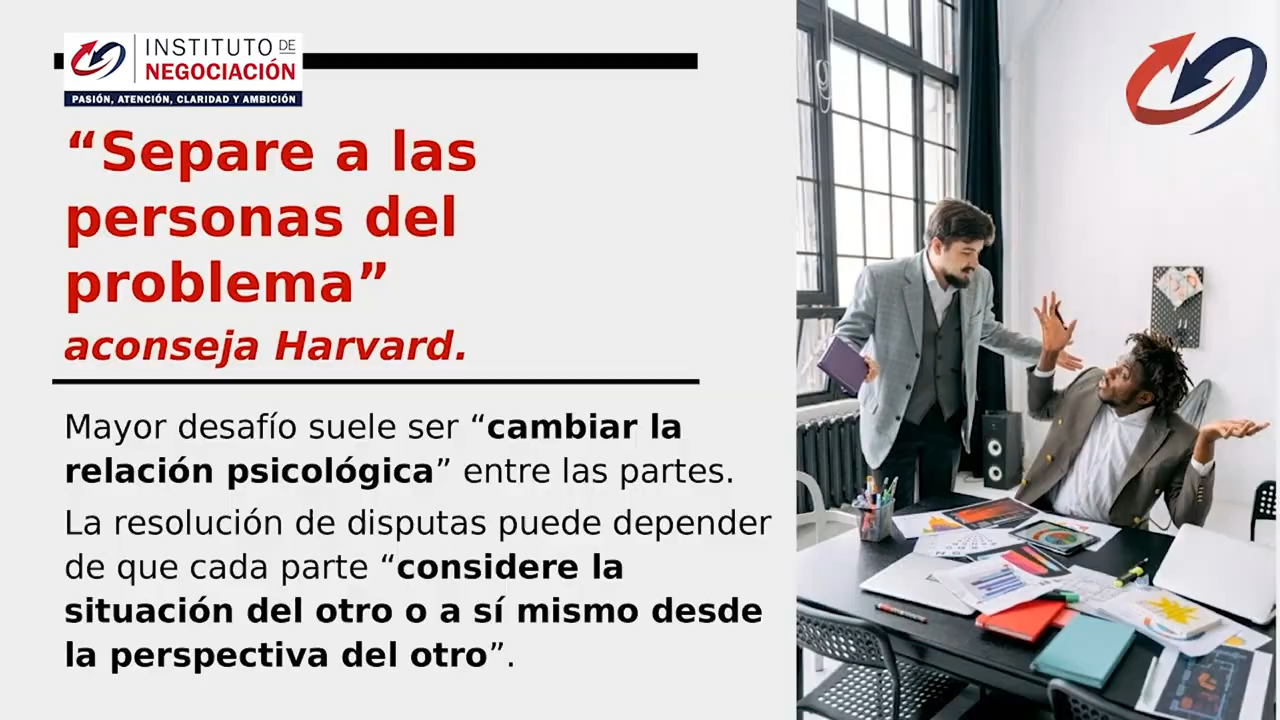 INSTITUTO DE
NEGOCIACIÓN
PASIÓN, ATENCIÓN, CLARIDAD Y AMBICIÓN
“Separe a las
personas del
problema”
aconseja Harvard.
Mayor desafío suele ser “cambiar la
relación psicológica” entre las partes.
La resolución de disputas puede depender
de que cada parte “considere la
situación del otro o a sí mismo desde
la perspectiva del otro”.